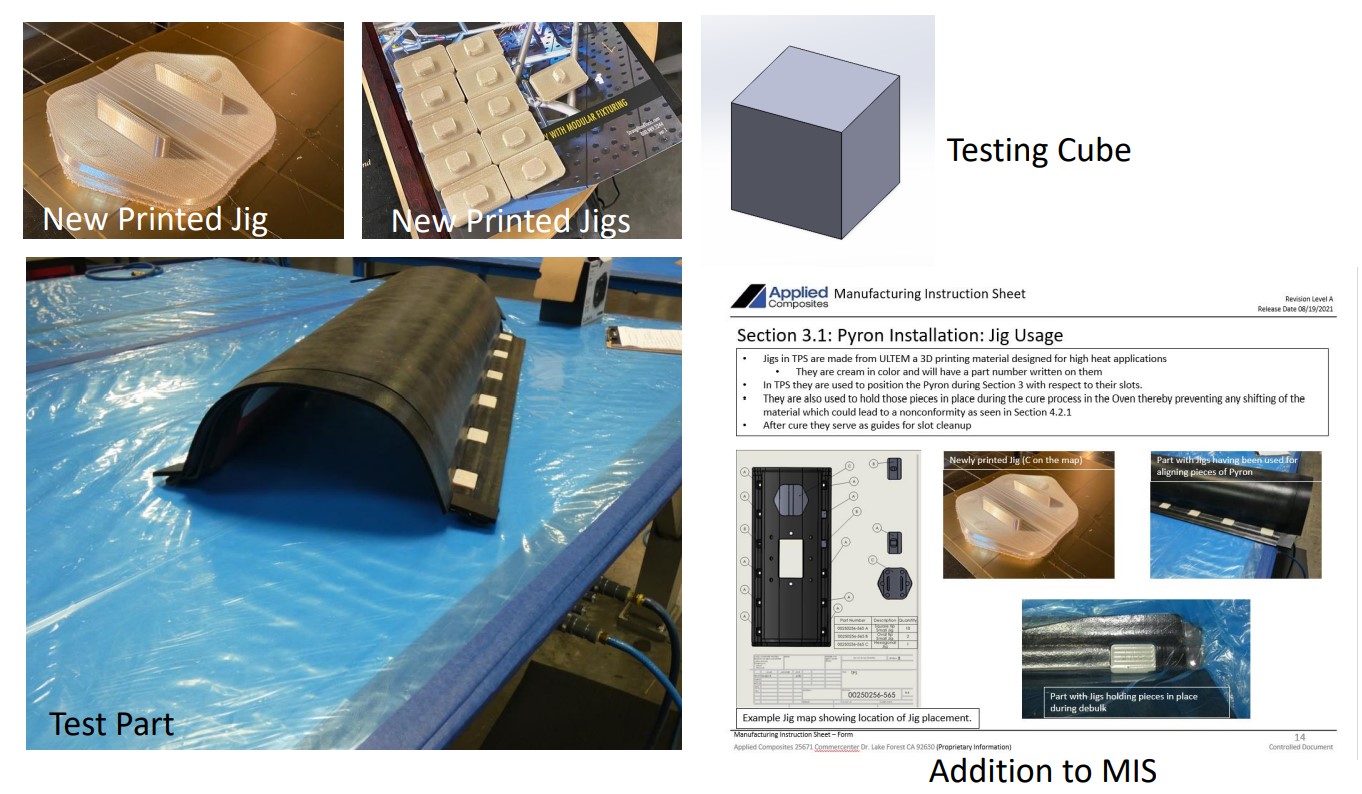 New Printed Jig
WITH MODULAR FIXTURING
New Printed Jigs
Testing Cube
Test Part
Applied
Composites
Manufacturing Instruction Sheet
Revision Level A
Release Date 08/19/2021
Section 3.1: Pyron Installation: Jig Usage
• Jigs in TPS are made from ULTEM a 3D printing material designed for high heat applications
• They are cream in color and will have a part number written on them
• In TPS they are used to position the Pyron during Section 3 with respect to their slots.
• They are also used to hold those pieces in place during the cure process in the Oven thereby preventing any shifting of the
material which could lead to a nonconformity as seen in Section 4.2.1
• After cure they serve as guides for slot cleanup
Part Number Description Quantity
00250256-565
Example Jig map showing location of Jig placement.
Newly printed Jig (C on the map)
Part with Jigs having been used for
aligning pieces of Pyron
Part with Jigs holding pieces in place
during debulk
Manufacturing Instruction Sheet – Form
Applied Composites 25671 Commercenter Dr. Lake Forest CA 92630 (Proprietary Information)
14
Controlled Document
Addition to MIS